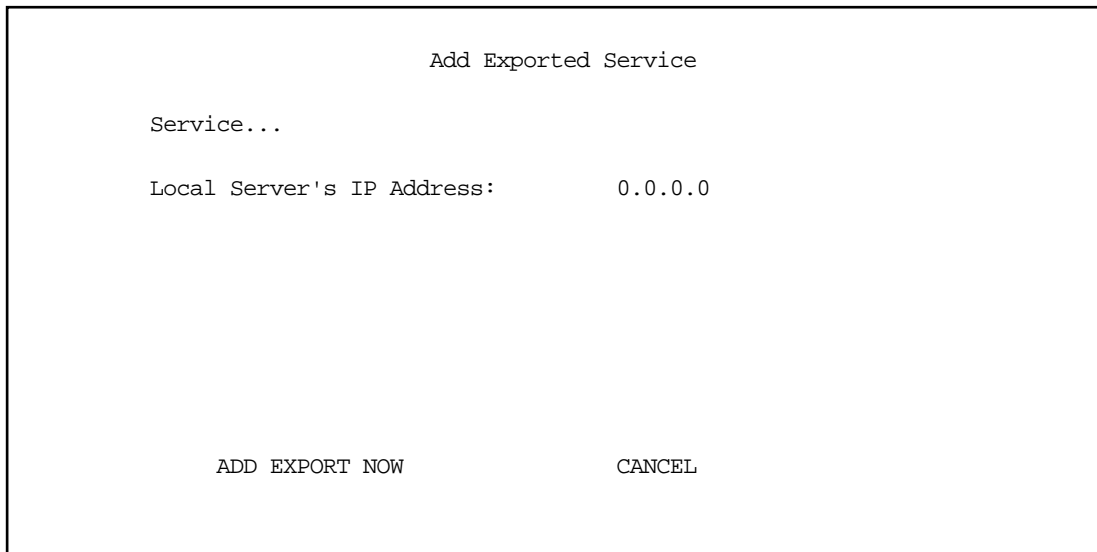 Add Exported Service
Service...
Local Server's IP Address: 0.0.0.0
ADD EXPORT NOW CANCEL